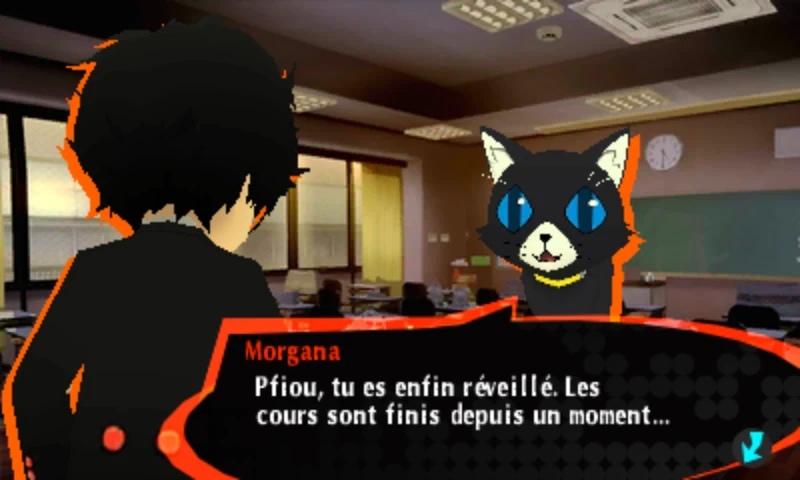 Morgana
Pfiou, tu es enfin réveillé. Les
cours sont finis depuis un moment...